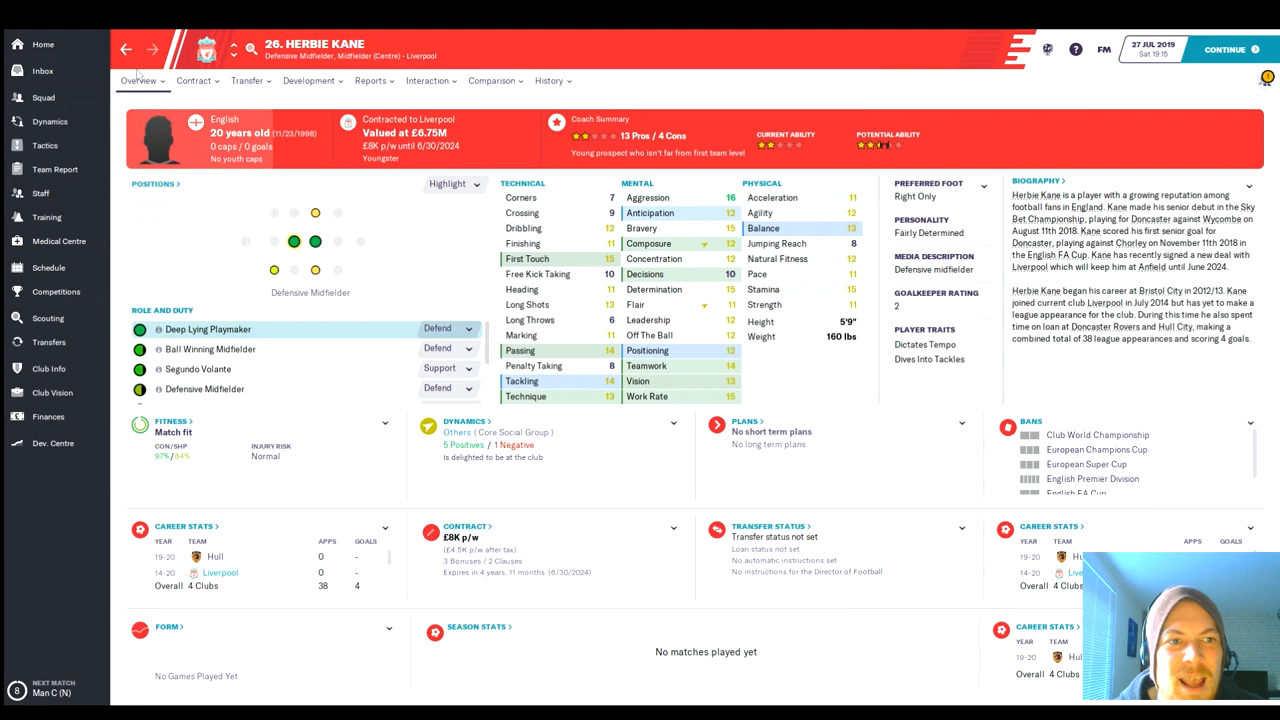 Home
Inbox
Squad
Dynamics
Tactics
Team Report
Staff
Training
Medical Centre
Schedule
Competitions
Scouting
Transfers
Club Info
Club Vision
Finances
Dev. Centre
8
NEXT MATCH
Man C (N)
26. HERBIE KANE
Defensive Midfielder, Midfielder (Centre) - Liverpool
?
FM
27 JUL 2019
Sat 19:15
CONTINUE
Overview
Contract
Transfer
Development
Reports
Interaction
Comparison
History
1
English
20 years old (11/23/1998)
0 caps / 0 goals
No youth caps
Contracted to Liverpool
Valued at £6.75M
£8K p/w until 6/30/2024
Youngster
Coach Summary
13 Pros / 4 Cons
Young prospect who isn't far from first team level
CURRENT ABILITY
POTENTIAL ABILITY
POSITIONS >
Highlight
Defensive Midfielder
ROLE AND DUTY
Deep Lying Playmaker Defend
Ball Winning Midfielder Defend
Segundo Volante Support
Defensive Midfielder Defend
TECHNICAL
Corners 7
Crossing 9
Dribbling 12
Finishing 11
First Touch 15
Free Kick Taking 10
Heading 11
Long Shots 13
Long Throws 6
Marking 11
Passing 14
Penalty Taking 8
Tackling 14
Technique 13
MENTAL
Aggression 16
Anticipation 12
Bravery 15
Composure 12
Concentration 12
Decisions 10
Determination 15
Flair 11
Leadership 12
Off The Ball 12
Positioning 12
Teamwork 14
Vision 13
Work Rate 15
PHYSICAL
Acceleration 11
Agility 12
Balance 13
Jumping Reach 8
Natural Fitness 12
Pace 11
Stamina 15
Strength 11
Height 5'9"
Weight 160 lbs
PREFERRED FOOT
Right Only
PERSONALITY
Fairly Determined
MEDIA DESCRIPTION
Defensive midfielder
GOALKEEPER RATING
2
PLAYER TRAITS
Dictates Tempo
Dives Into Tackles
BIOGRAPHY >
Herbie Kane is a player with a growing reputation among
football fans in England. Kane made his senior debut in the Sky
Bet Championship, playing for Doncaster against Wycombe on
August 11th 2018. Kane scored his first senior goal for
Doncaster, playing against Chorley on November 11th 2018 in
the English FA Cup. Kane has recently signed a new deal with
Liverpool which will keep him at Anfield until June 2024.
Herbie Kane began his career at Bristol City in 2012/13. Kane
joined current club Liverpool in July 2014 but has yet to make a
league appearance for the club. During this time he also spent
time on loan at Doncaster Rovers and Hull City, making a
combined total of 38 league appearances and scoring 4 goals.
FITNESS >
Match fit
CON/SHP
97% / 84%
INJURY RISK
Normal
DYNAMICS >
Others ( Core Social Group )
5 Positives / 1 Negative
Is delighted to be at the club
PLANS >
No short term plans
No long term plans
BANS
Club World Championship
European Champions Cup
European Super Cup
English Premier Division
English FA Cup
CAREER STATS >
YEAR TEAM APPS GOALS
19-20 Hull 0 -
14-20 Liverpool 0 -
Overall 4 Clubs 38 4
CONTRACT >
£8K p/w
(£4.5K p/w after tax)
3 Bonuses / 2 Clauses
Expires in 4 years, 11 months (6/30/2024)
TRANSFER STATUS >
Transfer status not set
Loan status not set
No automatic instructions set
No instructions for the Director of Football
CAREER STATS >
YEAR TEAM APPS GOALS
19-20 Hu
14-20 Live
Overall 4 Clubs
FORM >
No Games Played Yet
SEASON STATS >
No matches played yet
CAREER STATS >
YEAR TEAM
19-20 Hu
Overall 4 Clubs